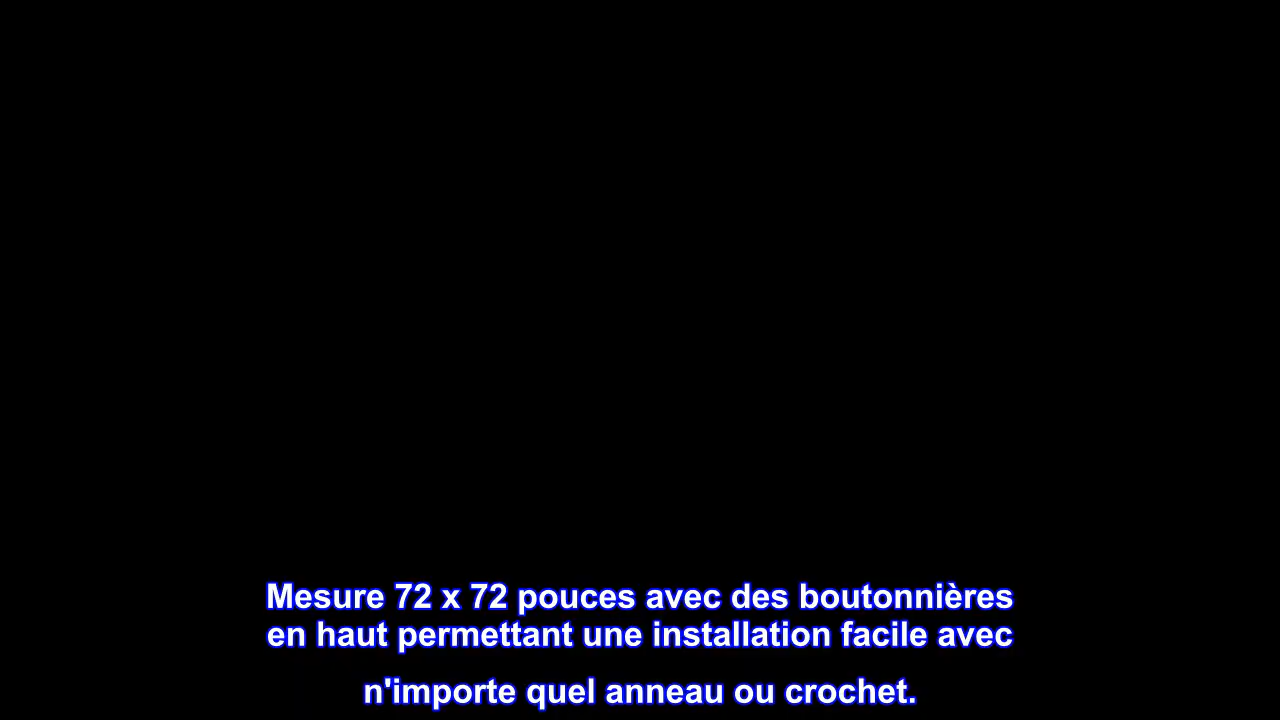 Mesure 72 x 72 pouces avec des boutonnières
en haut permettant une installation facile avec
n'importe quel anneau ou crochet.